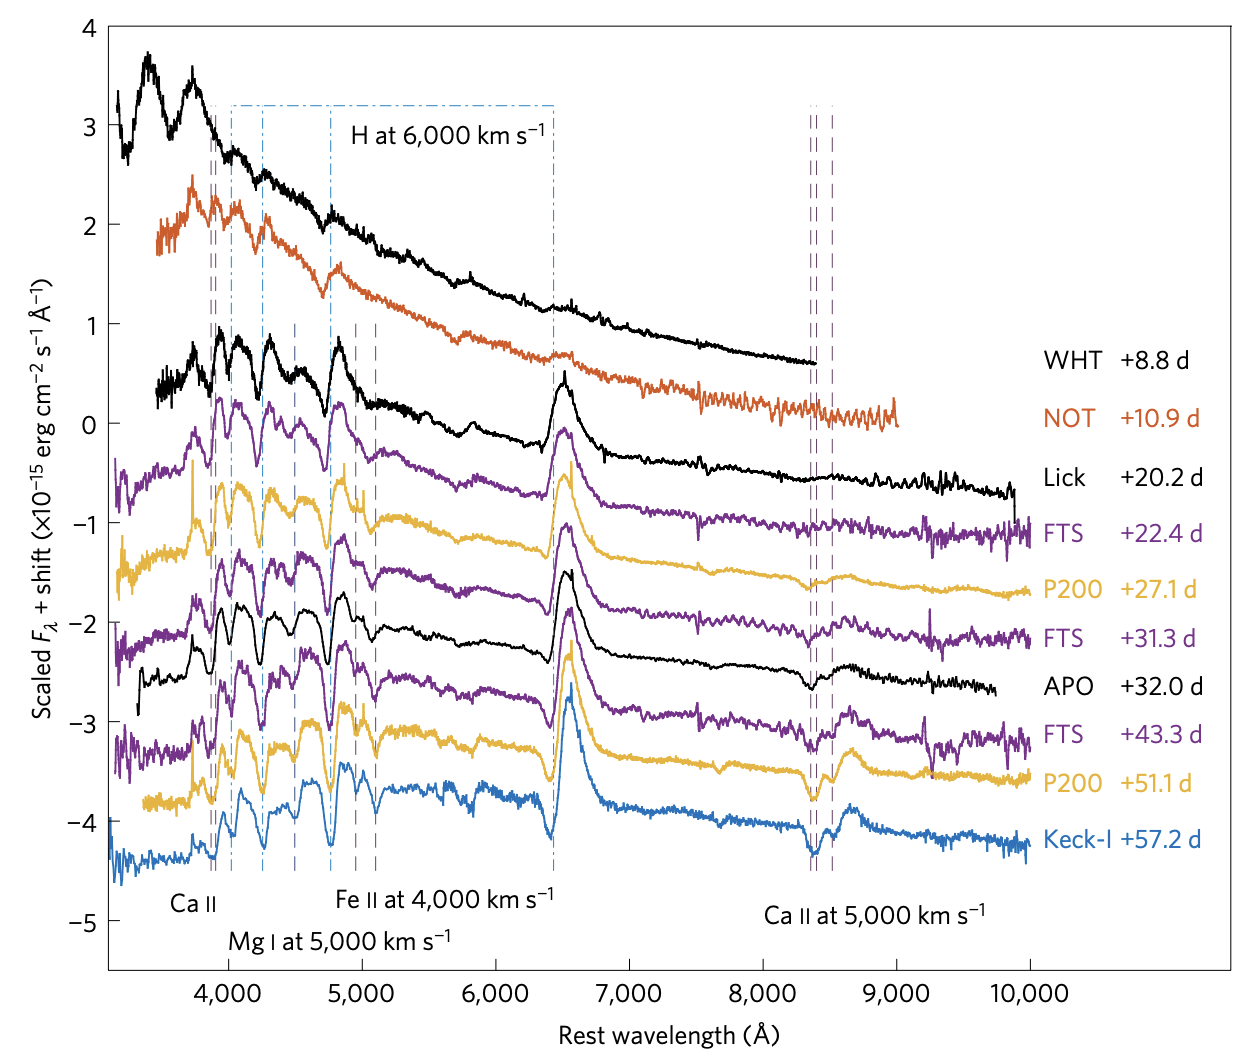 4
3
2
1
0
−1
−2
−3
−4
−5
Scaled Fλ + shift (×10−15 erg cm−2 s−1 Å−1)
H at 6,000 km s−1
WHT +8.8 d
NOT +10.9 d
Lick +20.2 d
FTS +22.4 d
P200 +27.1 d
FTS +31.3 d
APO +32.0 d
FTS +43.3 d
P200 +51.1 d
Keck-I +57.2 d
Ca II
Fe II at 4,000 km s−1
Mg I at 5,000 km s−1
Ca II at 5,000 km s−1
4,000 5,000 6,000 7,000 8,000 9,000 10,000
Rest wavelength (Å)